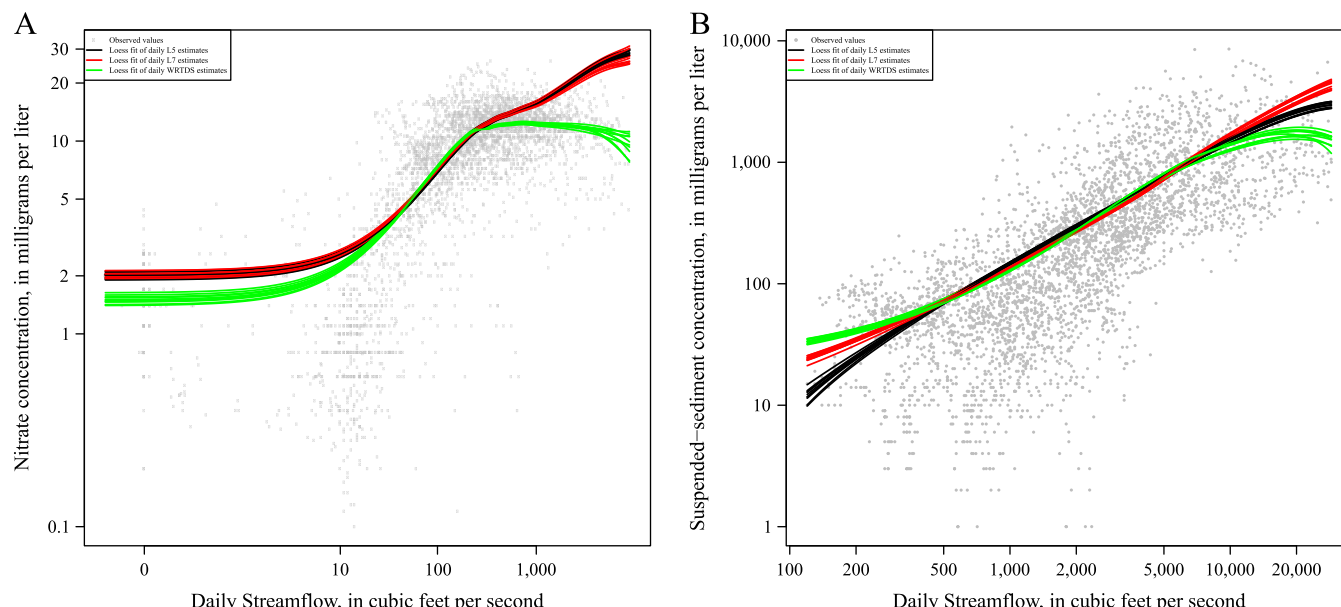 A
Observed values
Loess fit of daily L5 estimates
Loess fit of daily L7 estimates
Loess fit of daily WRTDS estimates
Nitrate concentration, in milligrams per liter
30
20
10
5
2
1
0.1
0
10
100
1,000
Daily Streamflow, in cubic feet per second
B
Observed values
Loess fit of daily L5 estimates
Loess fit of daily L7 estimates
Loess fit of daily WRTDS estimates
Suspended−sediment concentration, in milligrams per liter
10,000
1,000
100
10
1
100
200
500
1,000
2,000
5,000
10,000
20,000
Daily Streamflow, in cubic feet per second